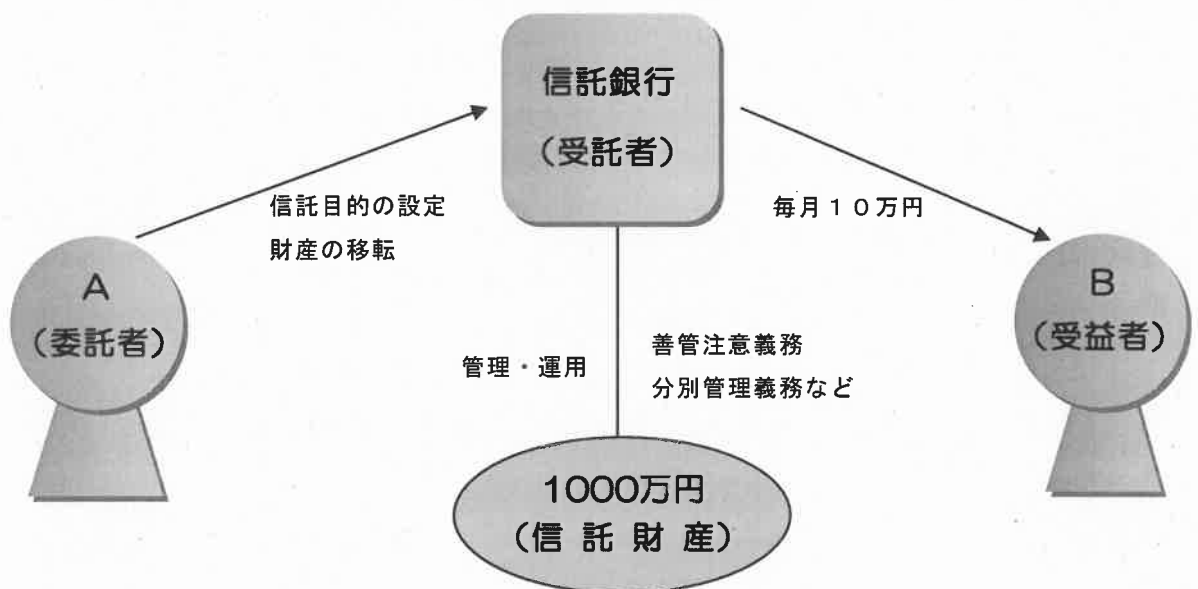 信託銀行
（受託者）
信託目的の設定
財産の移転
毎月１０万円
A
（委託者）
B
（受益者）
管理・運用
善管注意義務
分別管理義務など
1000万円
（信 託 財 産）